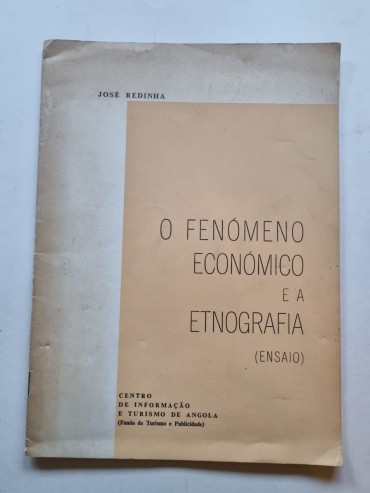 JOSÉ REDINHA
O FENÓMENO
ECONÓMICO
E A
ETNOGRAFIA
(ENSAIO)
CENTRO
DE INFORMAÇÃO
E TURISMO DE ANGOLA
(Fundo de Turismo e Publicidade)